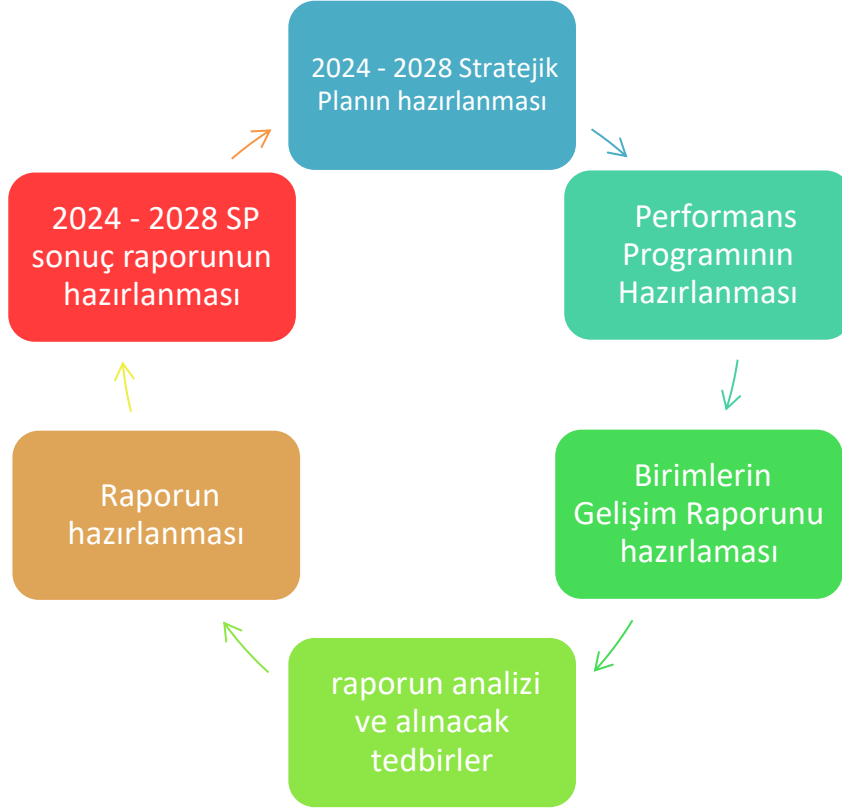 2024 - 2028 Stratejik
Planın hazırlanması
Performans
Programının
Hazırlanması
Birimlerin
Gelişim Raporunu
hazırlaması
raporun analizi
ve alınacak
tedbirler
Raporun
hazırlanması
2024 - 2028 SP
sonuç raporunun
hazırlanması